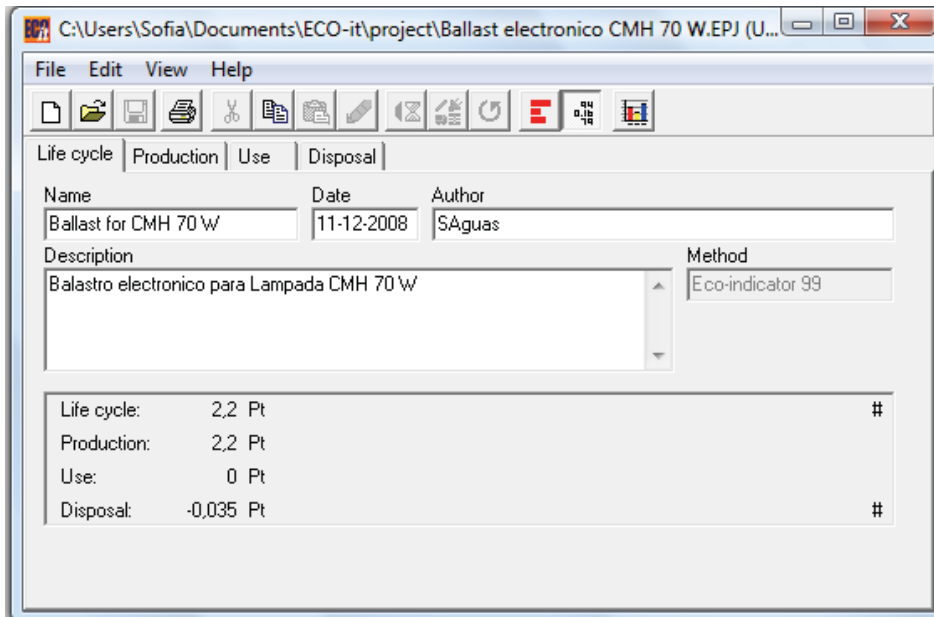 C:\Users\Sofia\Documents\ECO-it\project\Ballast electronico CMH 70 W.EPJ (U...
File Edit View Help
Life cycle Production Use Disposal
Name Date Author
Ballast for CMH 70 W 11-12-2008 SAguas
Description Method
Balastro electronico para Lampada CMH 70 W Eco-indicator 99
Life cycle: 2,2 Pt #
Production: 2,2 Pt
Use: 0 Pt
Disposal: -0,035 Pt #